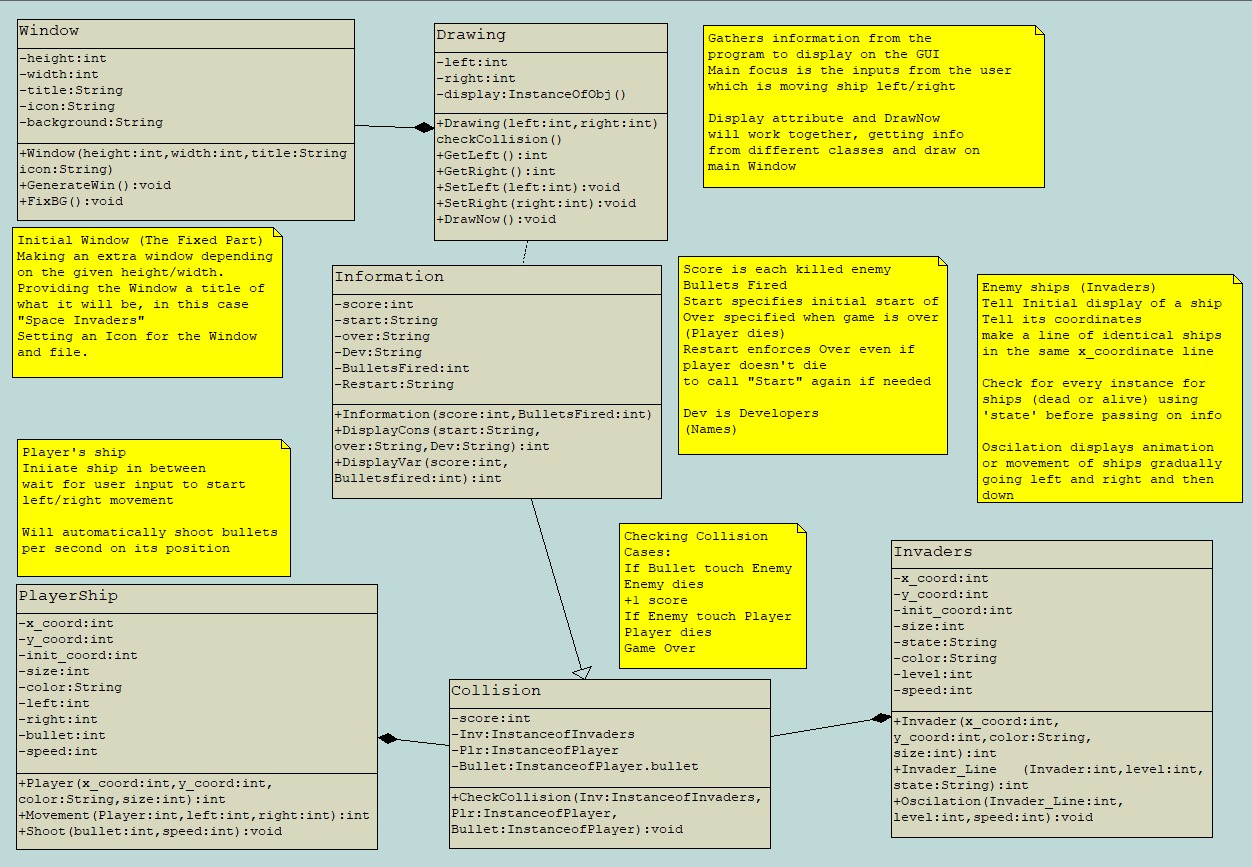 Window
-height:int
-width:int
-title:String
-icon:String
-background:String
+Window(height:int,width:int,title:String
icon:String)
+GenerateWin():void
+FixBG():void
Drawing
-left:int
-right:int
-display:InstanceOfObj()
+Drawing(left:int,right:int)
checkCollision()
+GetLeft():int
+GetRight():int
+SetLeft(left:int):void
+SetRight(right:int):void
+DrawNow():void
Gathers information from the
program to display on the GUI
Main focus is the inputs from the user
which is moving ship left/right
Display attribute and DrawNow
will work together, getting info
from different classes and draw on
main Window
Initial Window (The Fixed Part)
Making an extra window depending
on the given height/width.
Providing the Window a title of
what it will be, in this case
"Space Invaders"
Setting an Icon for the Window
and file.
Information
-score:int
-start:String
-over:String
-Dev:String
-BulletsFired:int
-Restart:String
+Information(score:int,BulletsFired:int)
+DisplayCons(start:String,
over:String,Dev:String):int
+DisplayVar(score:int,
Bulletsfired:int):int
Score is each killed enemy
Bullets Fired
Start specifies initial start of
Over specified when game is over
(Player dies)
Restart enforces Over even if
player doesn't die
to call "Start" again if needed
Dev is Developers
(Names)
Enemy ships (Invaders)
Tell Initial display of a ship
Tell its coordinates
make a line of identical ships
in the same x_coordinate line
Check for every instance for
ships (dead or alive) using
'state' before passing on info
Oscilation displays animation
or movement of ships gradually
going left and right and then
down
Player's ship
Iniiate ship in between
wait for user input to start
left/right movement
Will automatically shoot bullets
per second on its position
Checking Collision
Cases:
If Bullet touch Enemy
Enemy dies
+1 score
If Enemy touch Player
Player dies
Game Over
PlayerShip
-x_coord:int
-y_coord:int
-init_coord:int
-size:int
-color:String
-left:int
-right:int
-bullet:int
-speed:int
+Player(x_coord:int,y_coord:int,
color:String,size:int):int
+Movement(Player:int,left:int,right:int):int
+Shoot(bullet:int,speed:int):void
Collision
-score:int
-Inv:InstanceofInvaders
-Plr:InstanceofPlayer
-Bullet:InstanceofPlayer.bullet
+CheckCollision(Inv:InstanceofInvaders,
Plr:InstanceofPlayer,
Bullet:InstanceofPlayer):void
Invaders
-x_coord:int
-y_coord:int
-init_coord:int
-size:int
-state:String
-color:String
-level:int
-speed:int
+Invader(x_coord:int,
y_coord:int,color:String,
size:int):int
+Invader_Line (Invader:int,level:int,
state:String):int
+Oscilation(Invader_Line:int,
level:int,speed:int):void